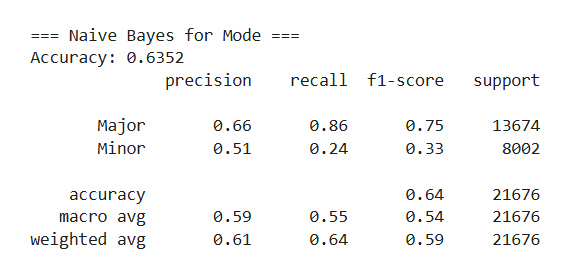 === Naive Bayes for Mode ===
Accuracy: 0.6352
precision recall f1-score support
Major 0.66 0.86 0.75 13674
Minor 0.51 0.24 0.33 8002
accuracy 0.64 21676
macro avg 0.59 0.55 0.54 21676
weighted avg 0.61 0.64 0.59 21676